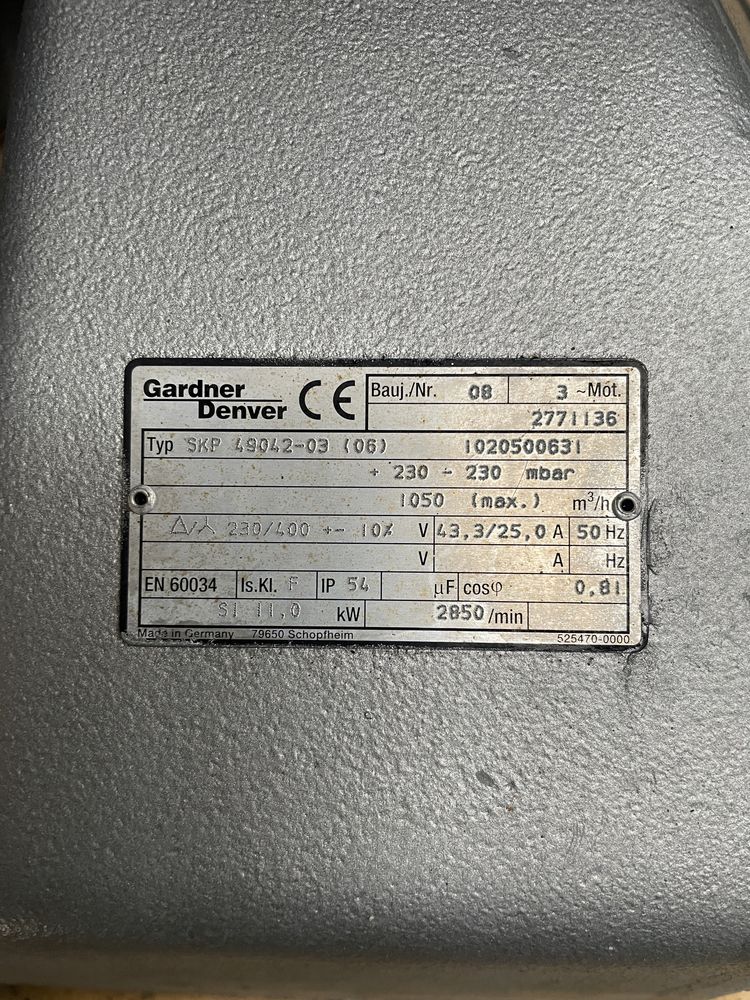 Gardner Denver CE Bauj./Nr. 08 3 ~Mot.
2771136
Typ SKP 49042-03 (06) 1020500631
+ 230 - 230 mbar
1050 (max.) m³/h
△/⅄ 230/400 +- 10% V 43,3/25,0 A 50 Hz
V A Hz
EN 60034 Is.Kl. F IP 54 µF cosφ 0,81
S1 11,0 kW 2850 /min
Made in Germany 79650 Schopfheim 525470-0000